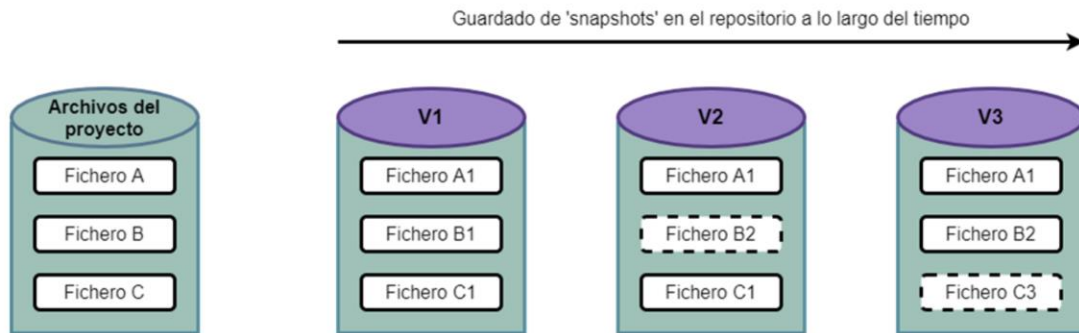 Guardado de 'snapshots' en el repositorio a lo largo del tiempo
Archivos del
proyecto
Fichero A
Fichero B
Fichero C
V1
Fichero A1
Fichero B1
Fichero C1
V2
Fichero A1
Fichero B2
Fichero C1
V3
Fichero A1
Fichero B2
Fichero C3